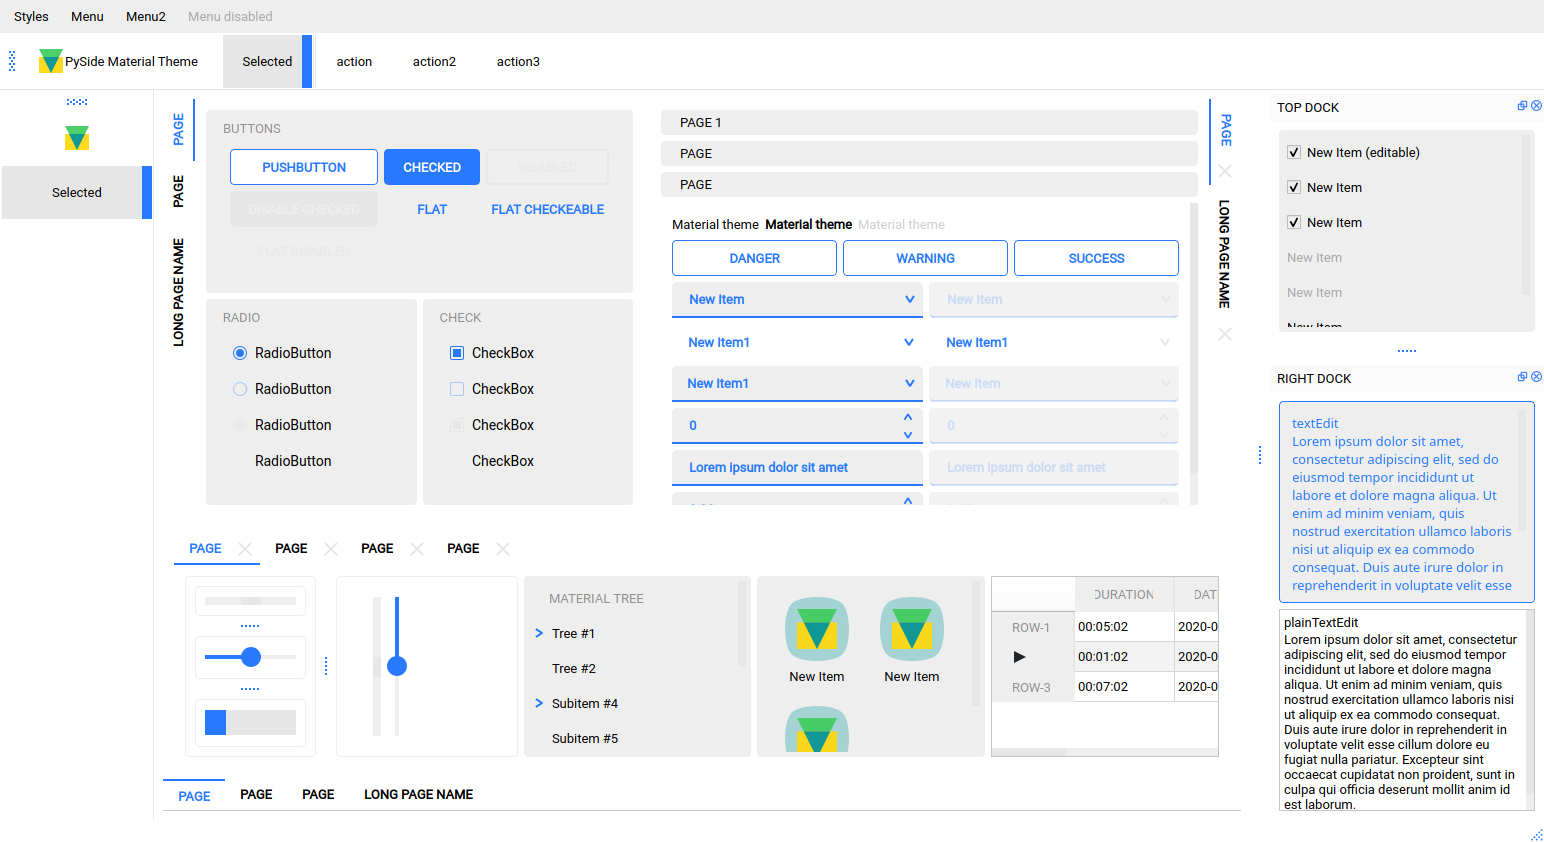 Styles Menu Menu2 Menu disabled
PySide Material Theme Selected action action2 action3
Selected
PAGE
PAGE
LONG PAGE NAME
BUTTONS
PUSHBUTTON CHECKED DISABLED
DISABLE CHECKED FLAT FLAT CHECKEABLE
FLAT DISABLED
RADIO
RadioButton
RadioButton
RadioButton
RadioButton
CHECK
CheckBox
CheckBox
CheckBox
CheckBox
PAGE 1
PAGE
PAGE
Material theme Material theme Material theme
DANGER WARNING SUCCESS
New Item New Item
New Item1 New Item1
New Item1 New Item
0 0
Lorem ipsum dolor sit amet Lorem ipsum dolor sit amet
PAGE
LONG PAGE NAME
TOP DOCK
New Item (editable)
New Item
New Item
New Item
New Item
New Item
RIGHT DOCK
textEdit
Lorem ipsum dolor sit amet,
consectetur adipiscing elit, sed do
eiusmod tempor incididunt ut
labore et dolore magna aliqua. Ut
enim ad minim veniam, quis
nostrud exercitation ullamco laboris
nisi ut aliquip ex ea commodo
consequat. Duis aute irure dolor in
reprehenderit in voluptate velit esse
plainTextEdit
Lorem ipsum dolor sit amet, consectetur
adipiscing elit, sed do eiusmod tempor
incididunt ut labore et dolore magna
aliqua. Ut enim ad minim veniam, quis
nostrud exercitation ullamco laboris nisi
ut aliquip ex ea commodo consequat.
Duis aute irure dolor in reprehenderit in
voluptate velit esse cillum dolore eu
fugiat nulla pariatur. Excepteur sint
occaecat cupidatat non proident, sunt in
culpa qui officia deserunt mollit anim id
est laborum.
PAGE PAGE PAGE PAGE
MATERIAL TREE
Tree #1
Tree #2
Subitem #4
Subitem #5
New Item New Item
DURATION DAT
ROW-1 00:05:02 2020-0
00:01:02 2020-0
ROW-3 00:07:02 2020-0
PAGE PAGE PAGE LONG PAGE NAME